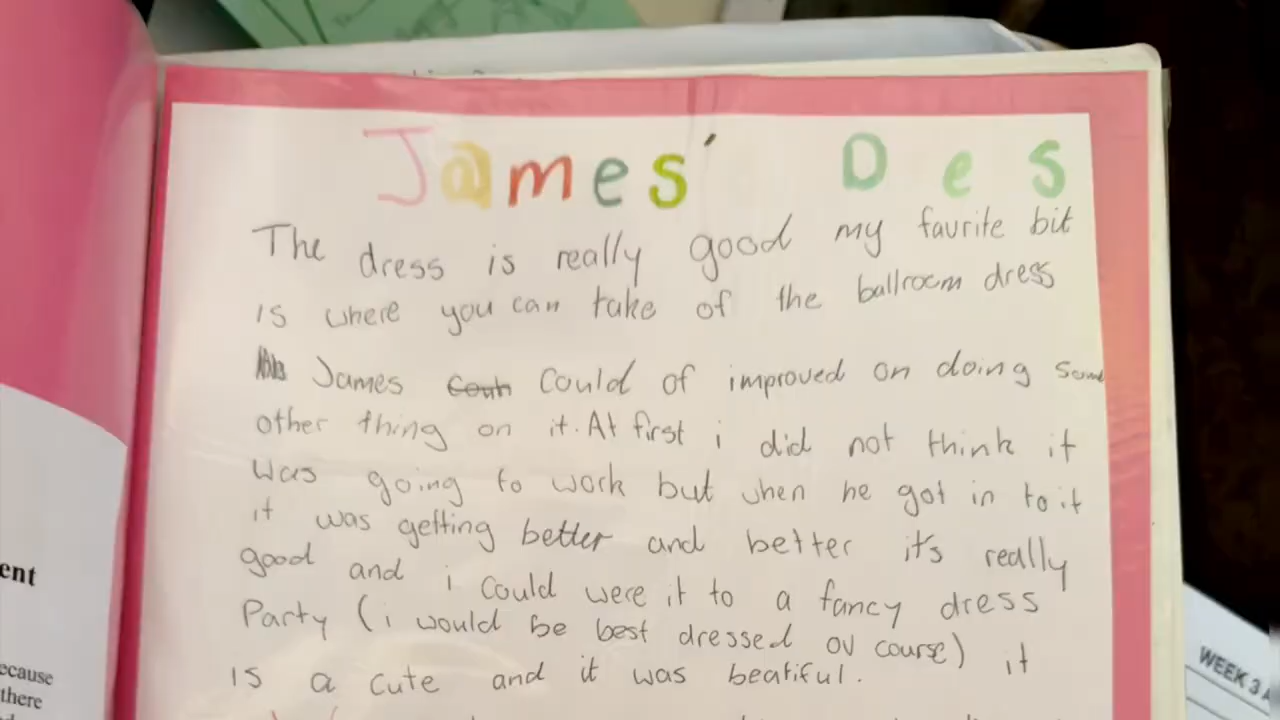 James' Des
The dress is really good my favrite bit
is where you can take of the ballroom dress
James Could of improved on doing some
other thing on it. At first i did not think it
was going to work but when he got in to it
it was getting better and better it's really
good and i could were it to a fancy dress
Party (i would be best dressed ov course) it
is a cute and it was beatiful.
ent
ecause
there
WEEK 3 A